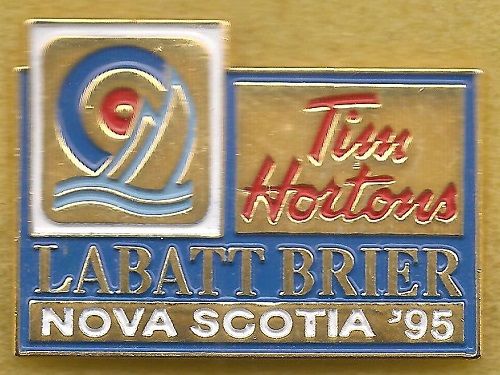 Tim
Hortons
LABATT BRIER
NOVA SCOTIA '95